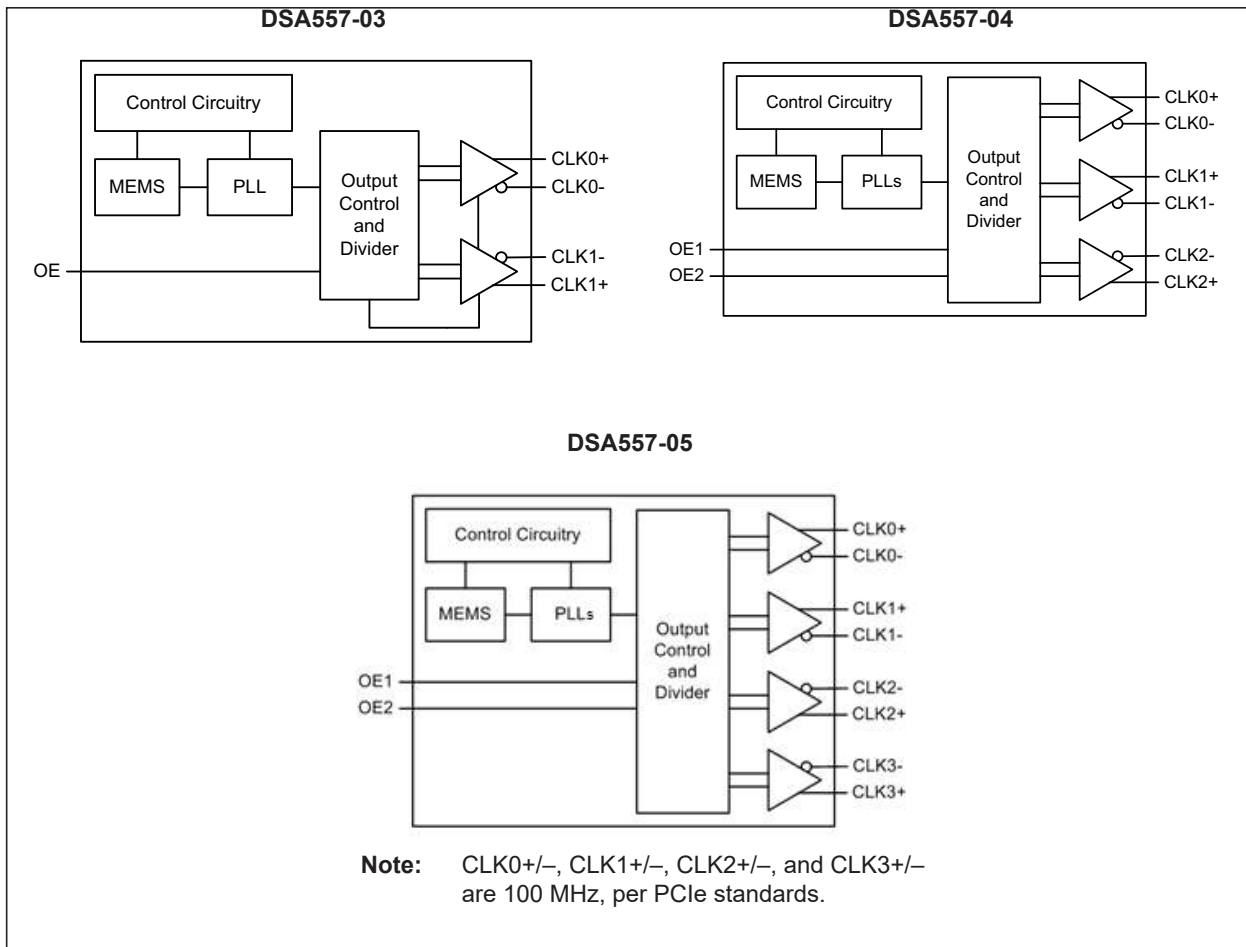 DSA557-03
Control Circuitry
MEMS
PLL
Output
Control
and
Divider
OE
CLK0+
CLK0-
CLK1-
CLK1+
DSA557-04
Control Circuitry
MEMS
PLLs
Output
Control
and
Divider
OE1
OE2
CLK0+
CLK0-
CLK1+
CLK1-
CLK2-
CLK2+
DSA557-05
Control Circuitry
MEMS
PLLs
Output
Control
and
Divider
OE1
OE2
CLK0+
CLK0-
CLK1+
CLK1-
CLK2-
CLK2+
CLK3-
CLK3+
Note: CLK0+/–, CLK1+/–, CLK2+/–, and CLK3+/–
are 100 MHz, per PCIe standards.